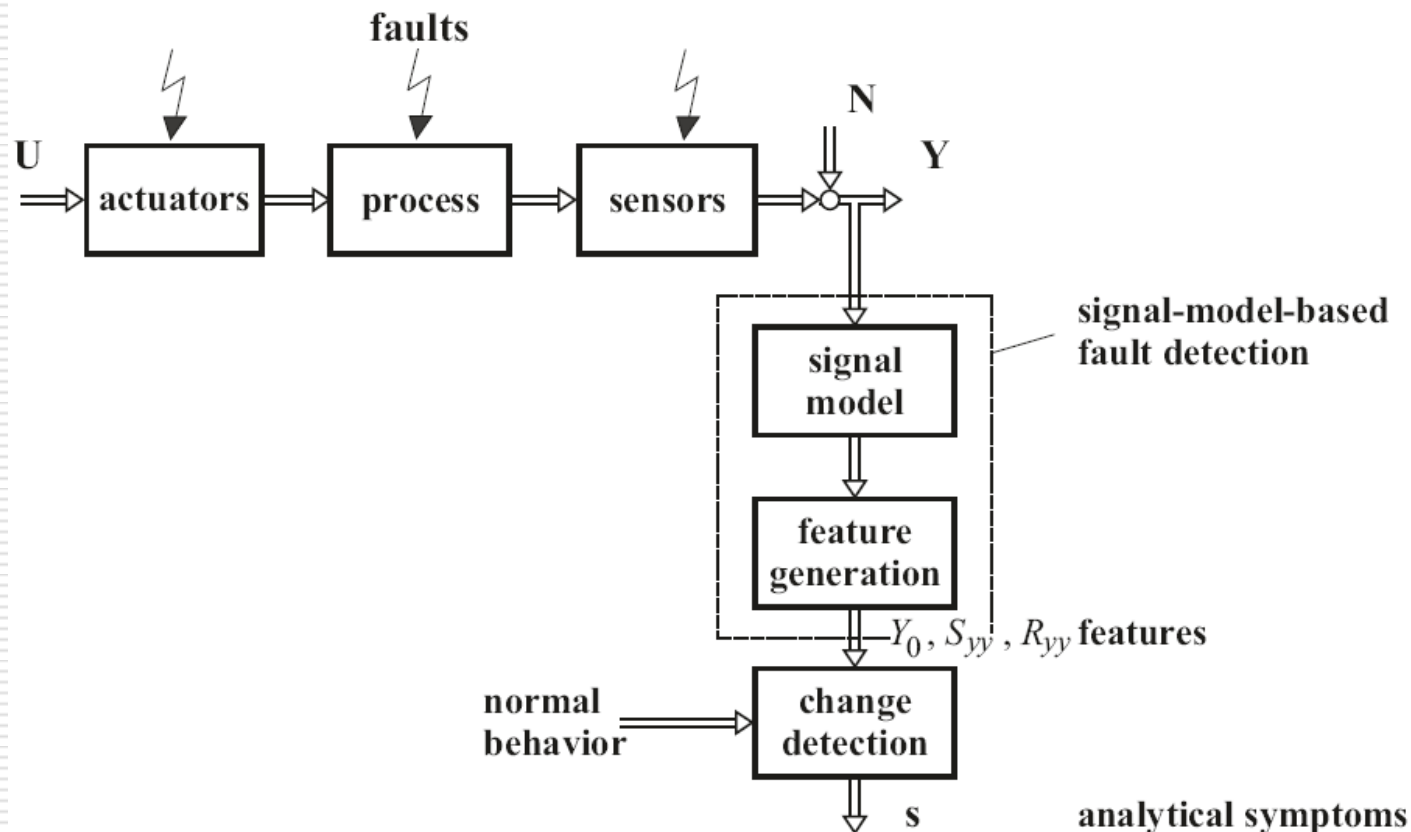 faults
N
U
Y
actuators
process
sensors
signal-model-based
fault detection
signal
model
feature
generation
Y₀, Syy, Ryy features
normal
behavior
change
detection
s
analytical symptoms